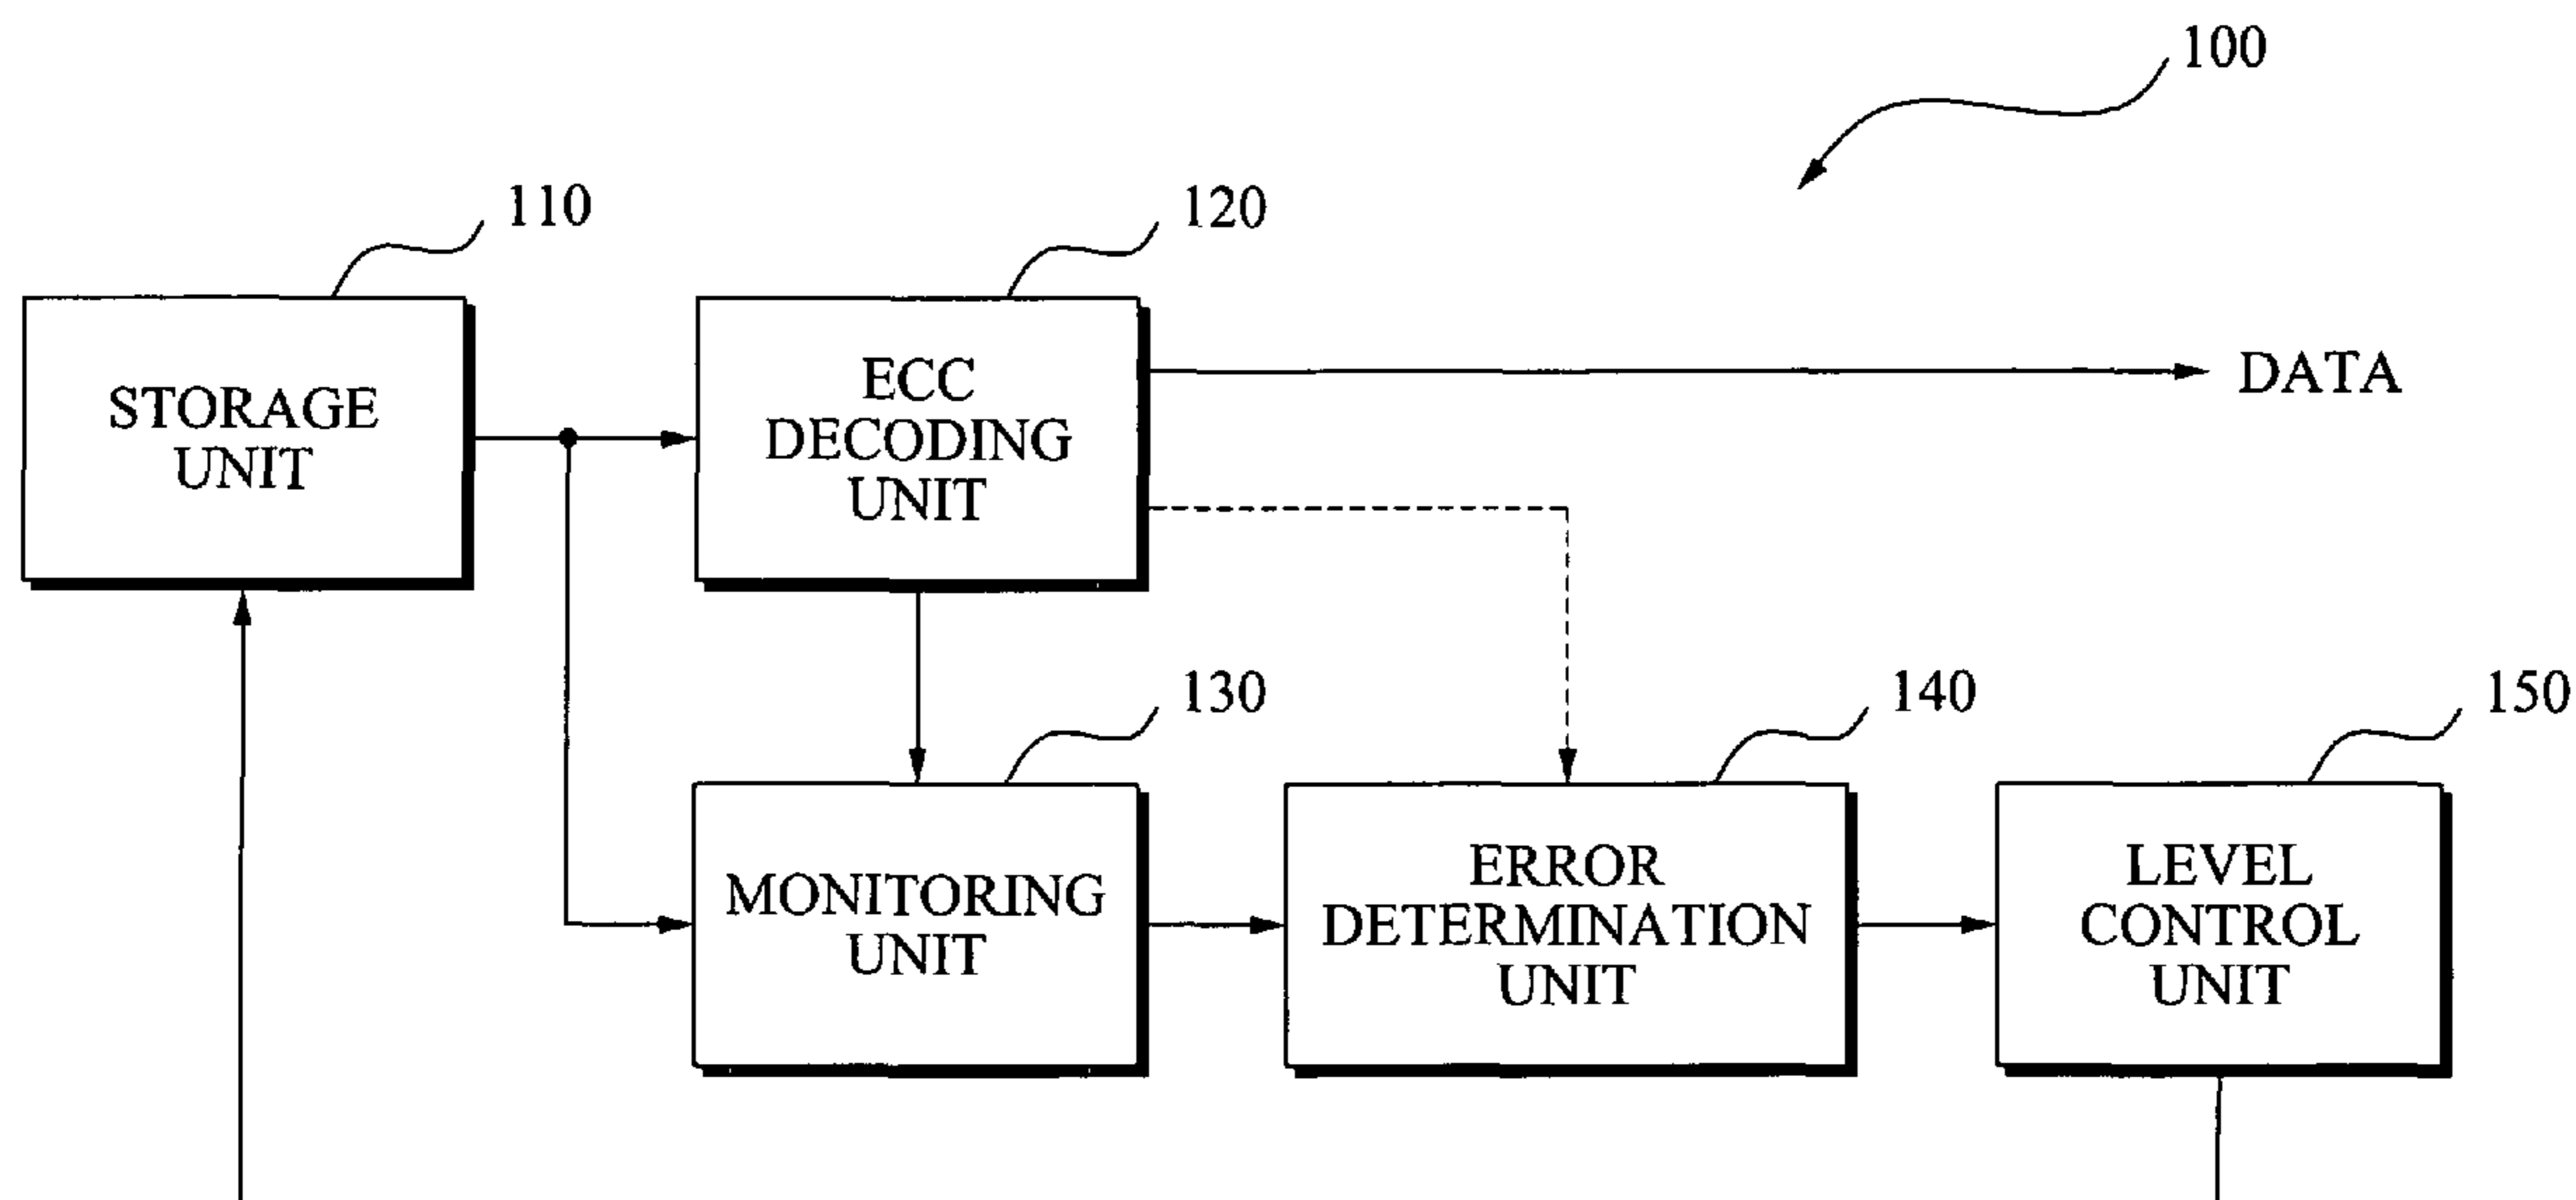 100
110
120
STORAGE
UNIT
ECC
DECODING
UNIT
DATA
130
140
150
MONITORING
UNIT
ERROR
DETERMINATION
UNIT
LEVEL
CONTROL
UNIT